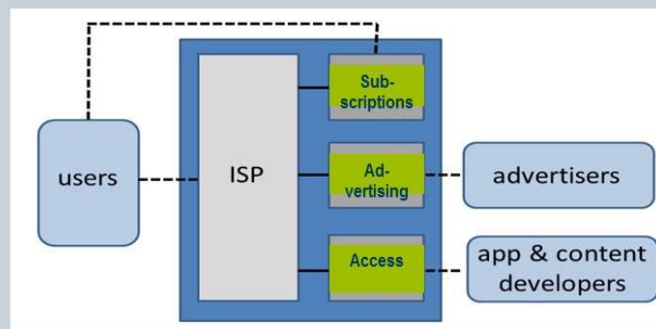 Sub-
scriptions
users
ISP
Ad-
vertising
advertisers
Access
app & content
developers